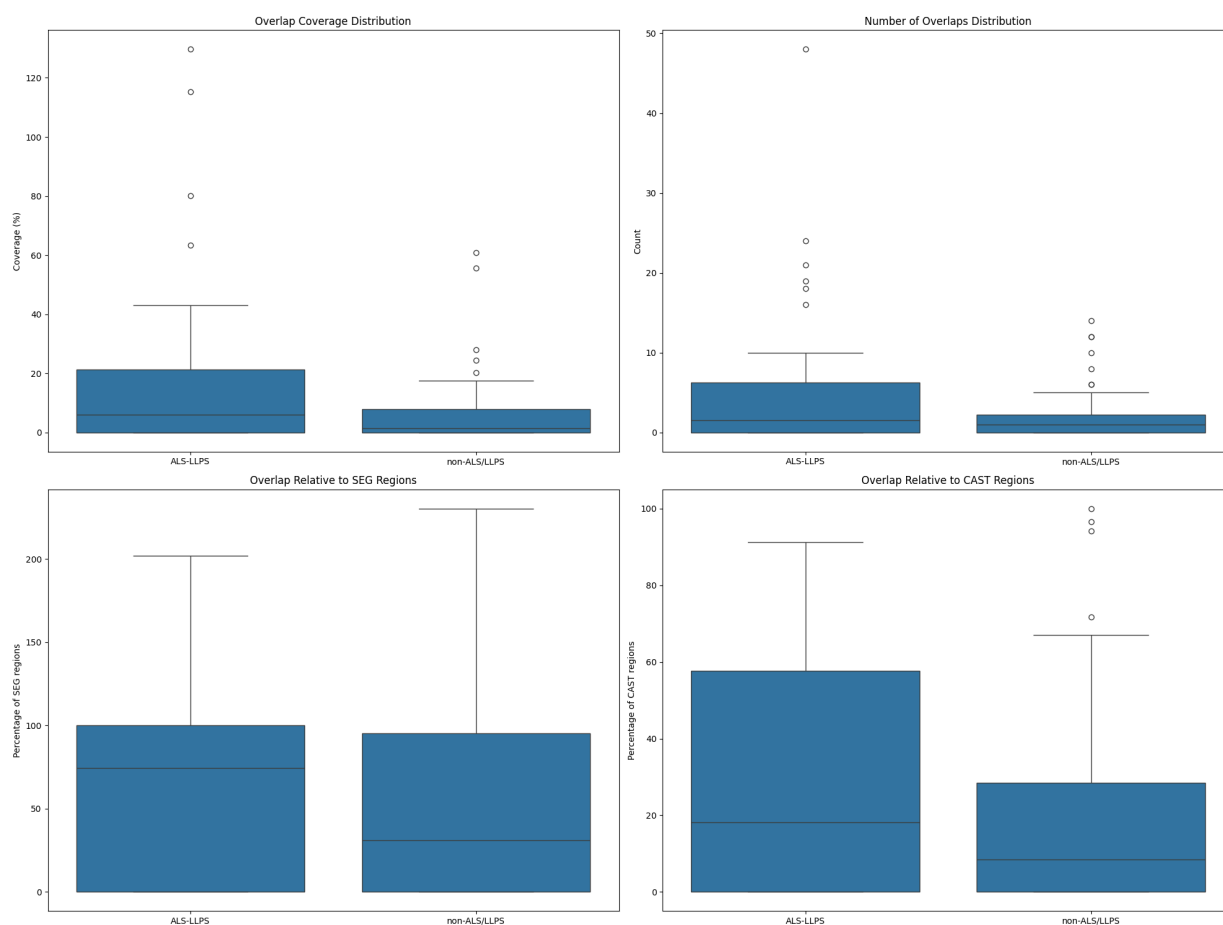 Overlap Coverage Distribution
Coverage (%)
120
100
80
60
40
20
0
ALS-LLPS
non-ALS/LLPS
Number of Overlaps Distribution
Count
50
40
30
20
10
0
ALS-LLPS
non-ALS/LLPS
Overlap Relative to SEG Regions
Percentage of SEG regions
200
150
100
50
0
ALS-LLPS
non-ALS/LLPS
Overlap Relative to CAST Regions
Percentage of CAST regions
100
80
60
40
20
0
ALS-LLPS
non-ALS/LLPS